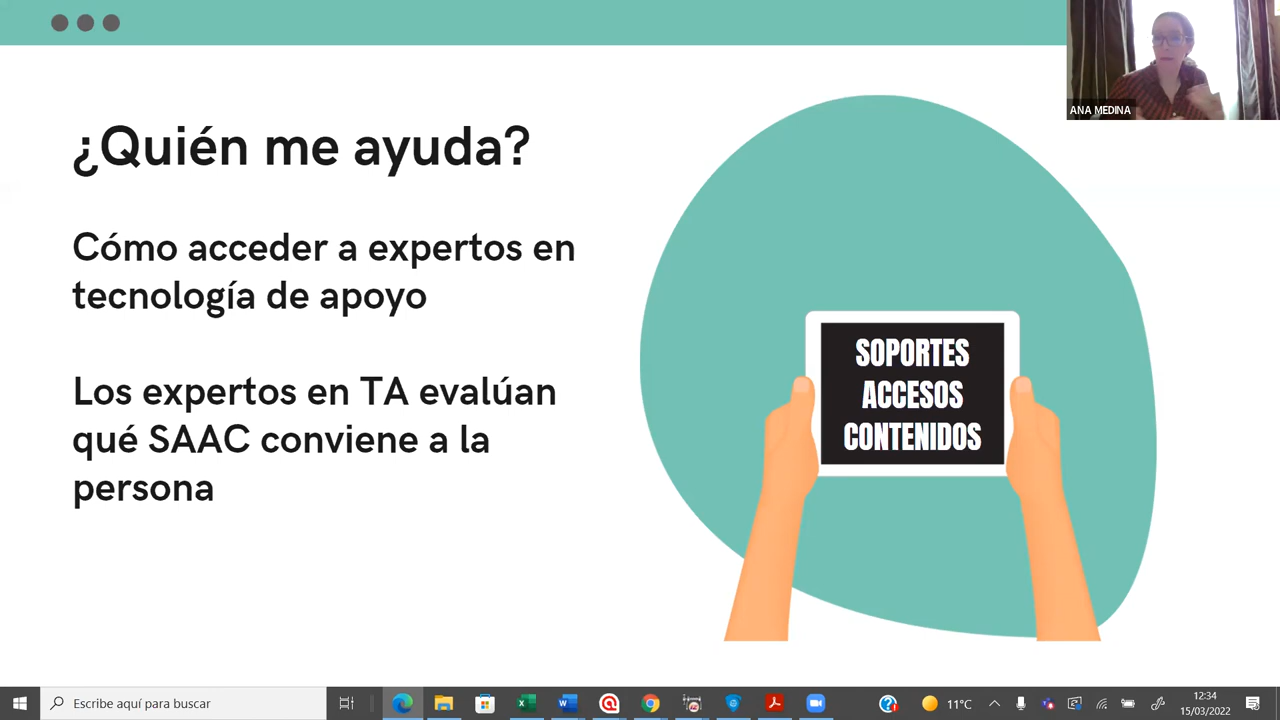 ANA MEDINA
¿Quién me ayuda?
Cómo acceder a expertos en
tecnología de apoyo
Los expertos en TA evalúan
qué SAAC conviene a la
persona
SOPORTES
ACCESOS
CONTENIDOS
Escribe aquí para buscar
11°C
12:34
15/03/2022